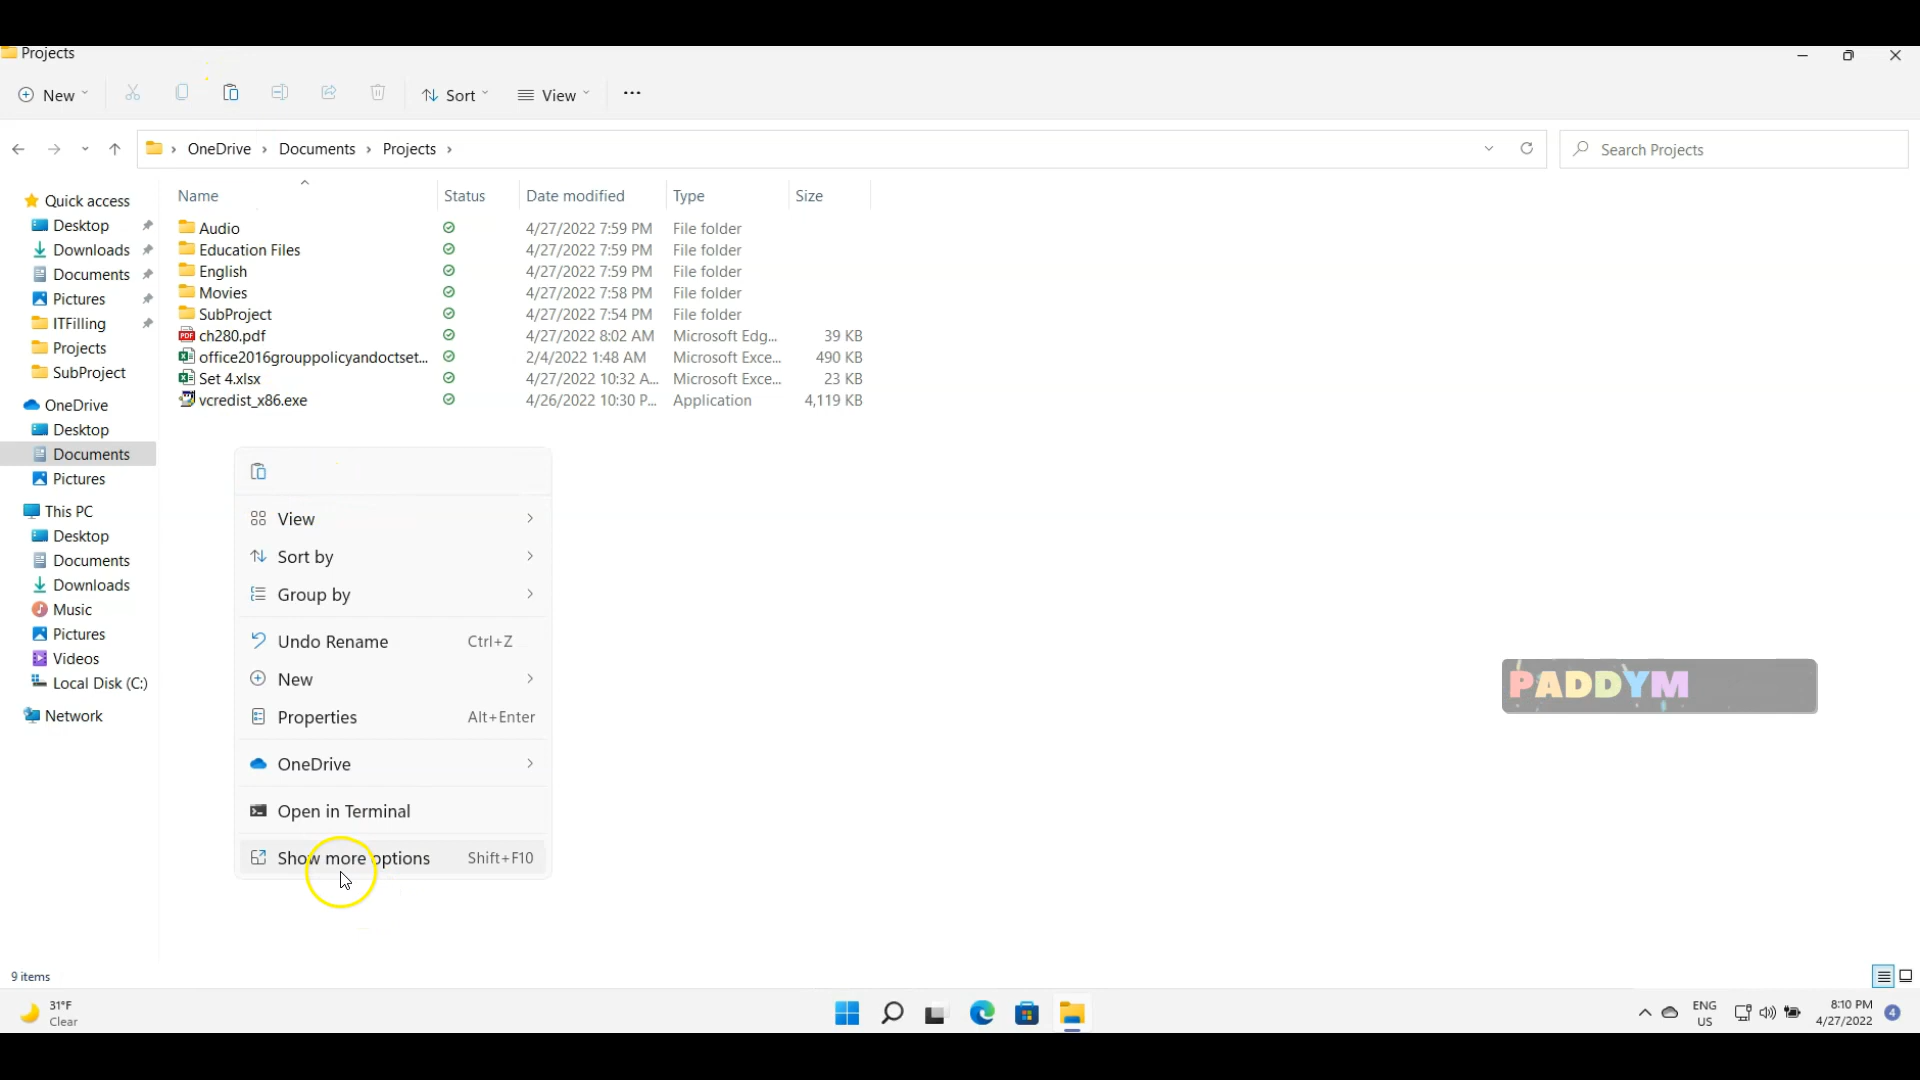 Projects
New
Sort
View
OneDrive
Documents
Projects
Search Projects
Name
Status
Date modified
Type
Size
Audio 4/27/2022 7:59 PM File folder
Education Files 4/27/2022 7:59 PM File folder
English 4/27/2022 7:59 PM File folder
Movies 4/27/2022 7:58 PM File folder
SubProject 4/27/2022 7:54 PM File folder
ch280.pdf 4/27/2022 8:02 AM Microsoft Edg... 39 KB
office2016grouppolicyandoctset... 2/4/2022 1:48 AM Microsoft Exce... 490 KB
Set 4.xlsx 4/27/2022 10:32 A... Microsoft Exce... 23 KB
vcredist_x86.exe 4/26/2022 10:30 P... Application 4,119 KB
Quick access
Desktop
Downloads
Documents
Pictures
ITFilling
Projects
SubProject
OneDrive
Desktop
Documents
Pictures
This PC
Desktop
Documents
Downloads
Music
Pictures
Videos
Local Disk (C:)
Network
View
Sort by
Group by
Undo Rename Ctrl+Z
New
Properties Alt+Enter
OneDrive
Open in Terminal
Show more options Shift+F10
PADDYM
9 items
31°F
Clear
ENG
US
8:10 PM
4/27/2022
4